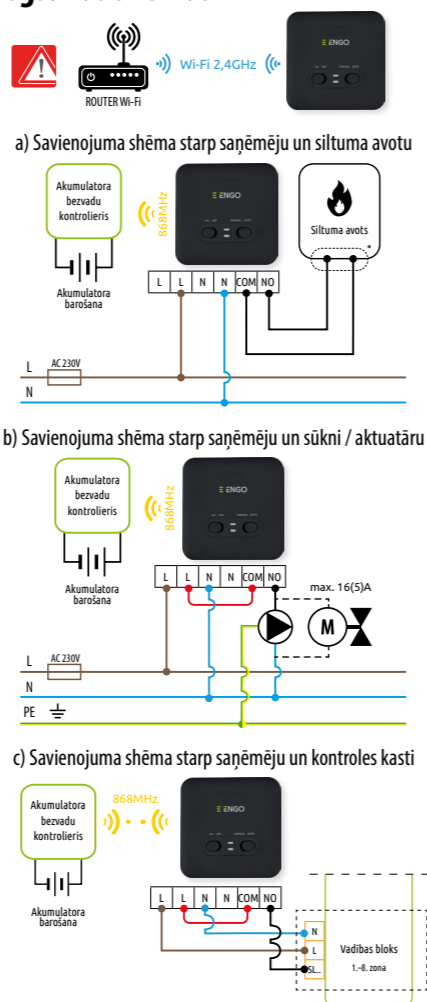 ROUTER Wi-Fi
Wi-Fi 2,4GHz
ENGO
a) Savienojuma shēma starp saņēmēju un siltuma avotu
Akumulatora
bezvadu
kontrolieris
868MHz
ENGO
Siltuma avots
*
Akumulatora
barošana
L L N N COM NO
L AC 230V
N
b) Savienojuma shēma starp saņēmēju un sūkni / aktuatāru
Akumulatora
bezvadu
kontrolieris
868MHz
ENGO
Akumulatora
barošana
L L N N COM NO
max. 16(5)A
M
L AC 230V
N
PE
c) Savienojuma shēma starp saņēmēju un kontroles kasti
Akumulatora
bezvadu
kontrolieris
868MHz
ENGO
Akumulatora
barošana
L L N N COM NO
N
L
SL..
Vadības bloks
1.-8. zona